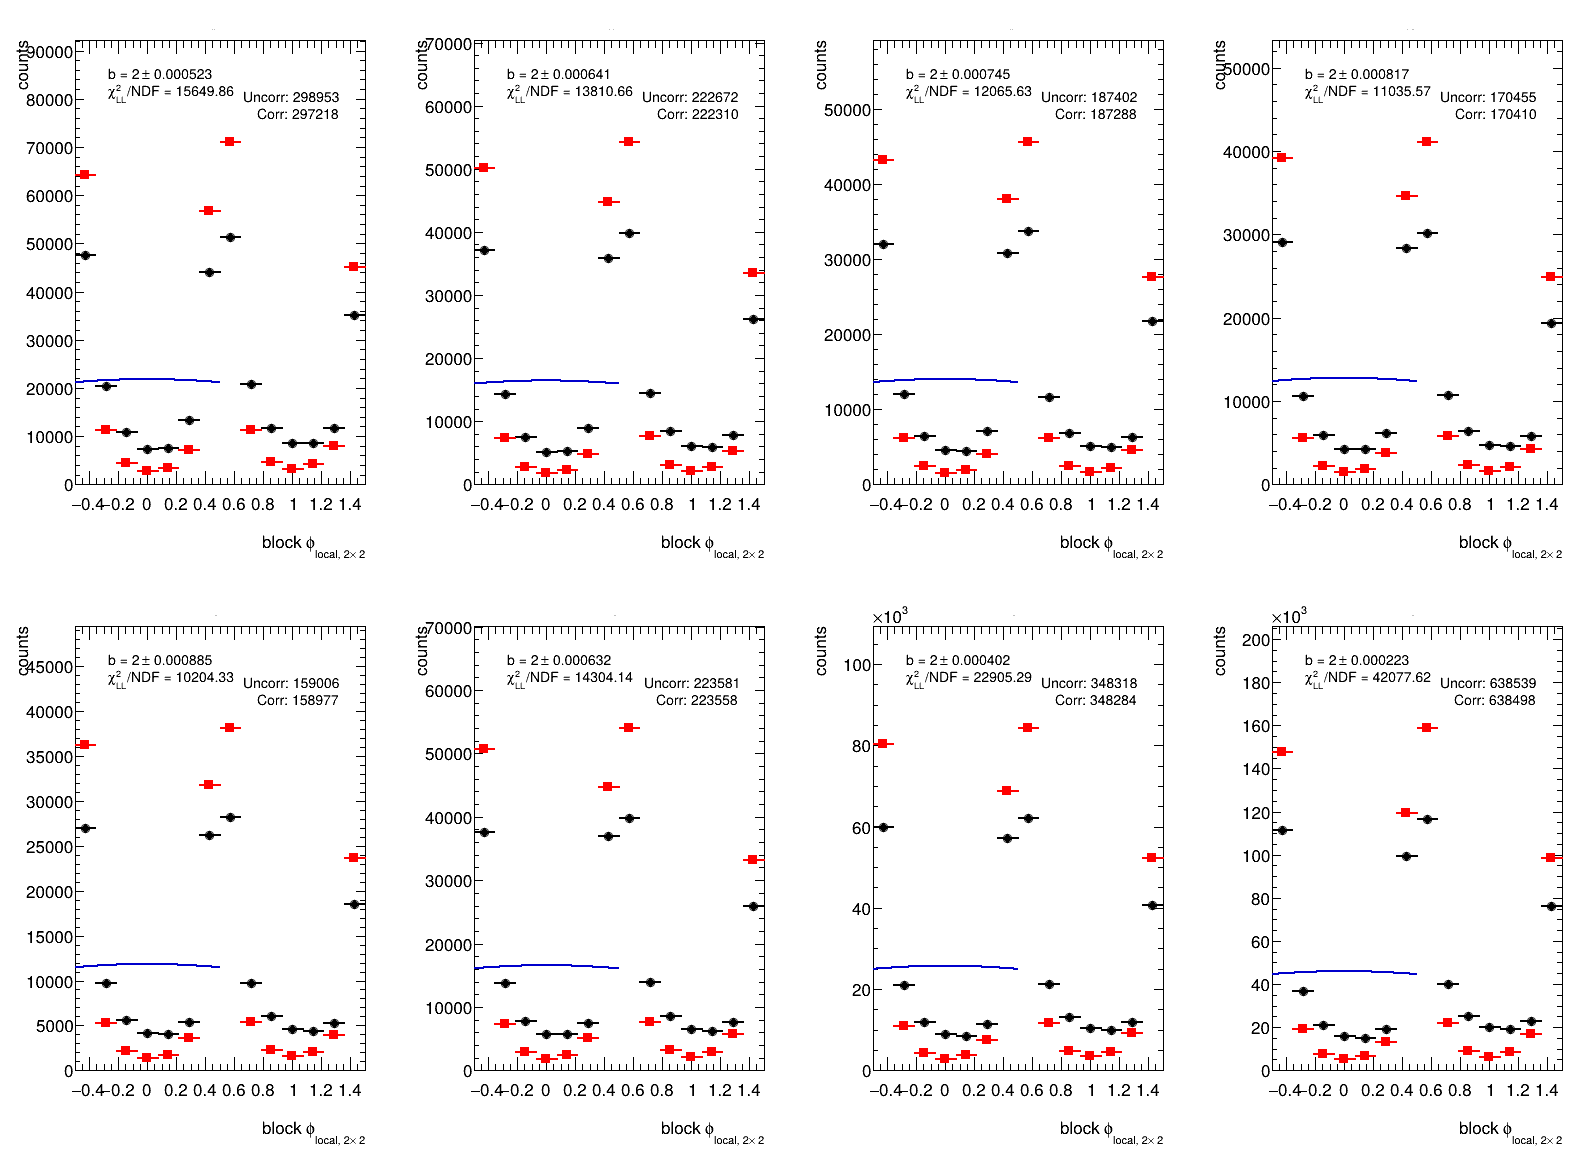 counts
b = 2 ± 0.000523
χ²_LL/NDF = 15649.86
Uncorr: 298953
Corr: 297218
90000
80000
70000
60000
50000
40000
30000
20000
10000
0
−0.4 −0.2 0 0.2 0.4 0.6 0.8 1 1.2 1.4
block ϕ local, 2×2
counts
b = 2 ± 0.000641
χ²_LL/NDF = 13810.66
Uncorr: 222672
Corr: 222310
70000
60000
50000
40000
30000
20000
10000
0
−0.4 −0.2 0 0.2 0.4 0.6 0.8 1 1.2 1.4
block ϕ local, 2×2
counts
b = 2 ± 0.000745
χ²_LL/NDF = 12065.63
Uncorr: 187402
Corr: 187288
50000
40000
30000
20000
10000
0
−0.4 −0.2 0 0.2 0.4 0.6 0.8 1 1.2 1.4
block ϕ local, 2×2
counts
b = 2 ± 0.000817
χ²_LL/NDF = 11035.57
Uncorr: 170455
Corr: 170410
50000
40000
30000
20000
10000
0
−0.4 −0.2 0 0.2 0.4 0.6 0.8 1 1.2 1.4
block ϕ local, 2×2
counts
b = 2 ± 0.000885
χ²_LL/NDF = 10204.33
Uncorr: 159006
Corr: 158977
45000
40000
35000
30000
25000
20000
15000
10000
5000
0
−0.4 −0.2 0 0.2 0.4 0.6 0.8 1 1.2 1.4
block ϕ local, 2×2
counts
b = 2 ± 0.000632
χ²_LL/NDF = 14304.14
Uncorr: 223581
Corr: 223558
70000
60000
50000
40000
30000
20000
10000
0
−0.4 −0.2 0 0.2 0.4 0.6 0.8 1 1.2 1.4
block ϕ local, 2×2
×10³
counts
b = 2 ± 0.000402
χ²_LL/NDF = 22905.29
Uncorr: 348318
Corr: 348284
100
80
60
40
20
0
−0.4 −0.2 0 0.2 0.4 0.6 0.8 1 1.2 1.4
block ϕ local, 2×2
×10³
counts
b = 2 ± 0.000223
χ²_LL/NDF = 42077.62
Uncorr: 638539
Corr: 638498
200
180
160
140
120
100
80
60
40
20
0
−0.4 −0.2 0 0.2 0.4 0.6 0.8 1 1.2 1.4
block ϕ local, 2×2